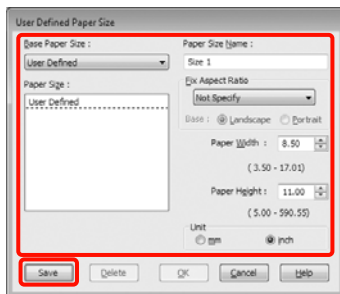 User Defined Paper Size
Base Paper Size :
User Defined
Paper Size :
User Defined
Paper Size Name :
Size 1
Fix Aspect Ratio
Not Specify
Base : Landscape Portrait
Paper Width : 8.50
(3.50 - 17.01)
Paper Height : 11.00
(5.00 - 590.55)
Unit
mm inch
Save Delete OK Cancel Help